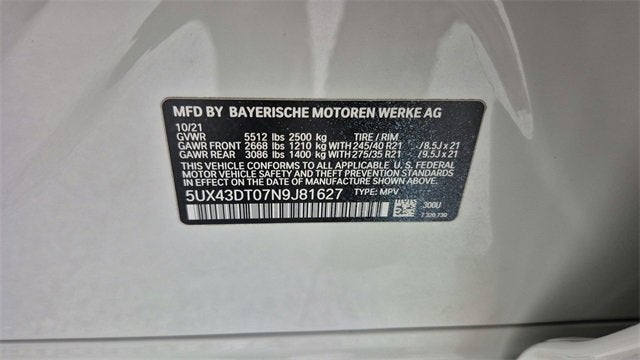 MFD BY BAYERISCHE MOTOREN WERKE AG
10/21
GVWR 5512 lbs 2500 kg TIRE / RIM
GAWR FRONT 2668 lbs 1210 kg WITH 245/40 R21 / 8.5J x 21
GAWR REAR 3086 lbs 1400 kg WITH 275/35 R21 / 9.5J x 21
THIS VEHICLE CONFORMS TO ALL APPLICABLE U. S. FEDERAL
MOTOR VEHICLE SAFETY STANDARDS IN EFFECT ON THE
DATE OF MANUFACTURE SHOWN ABOVE.
5UX43DT07N9J81627 TYPE: MPV
300U